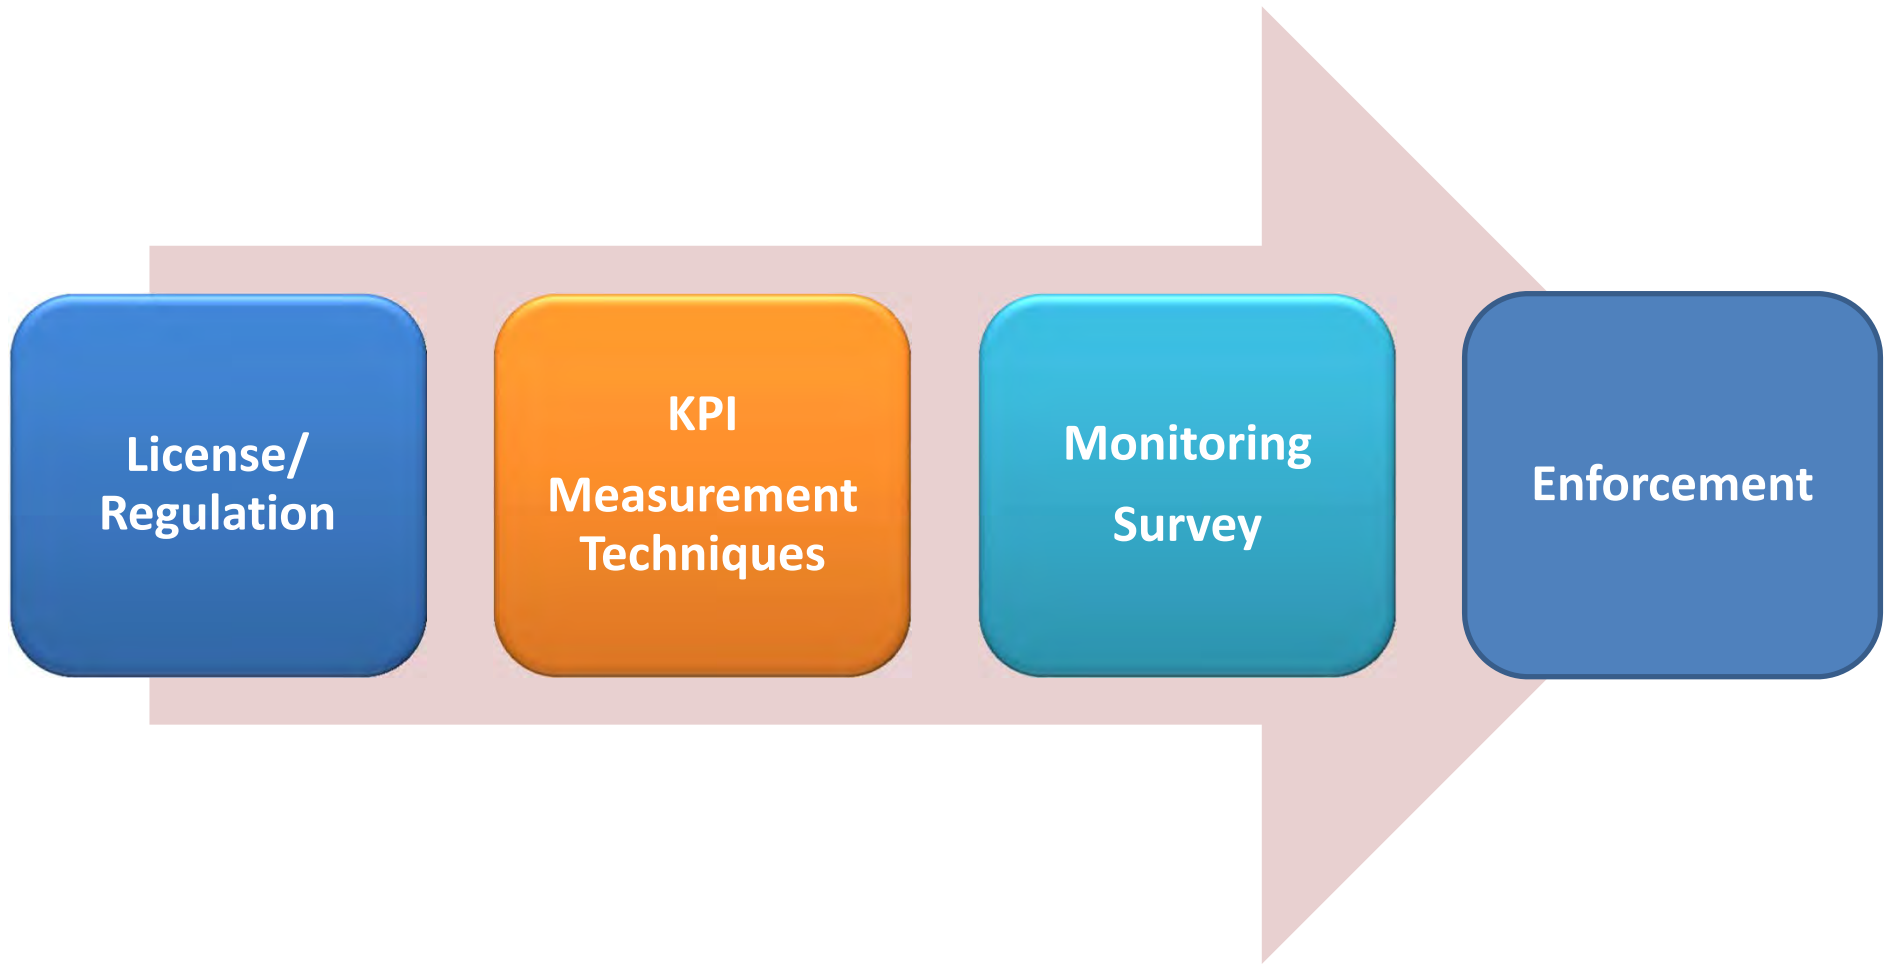 License/
Regulation
KPI
Measurement
Techniques
Monitoring
Survey
Enforcement